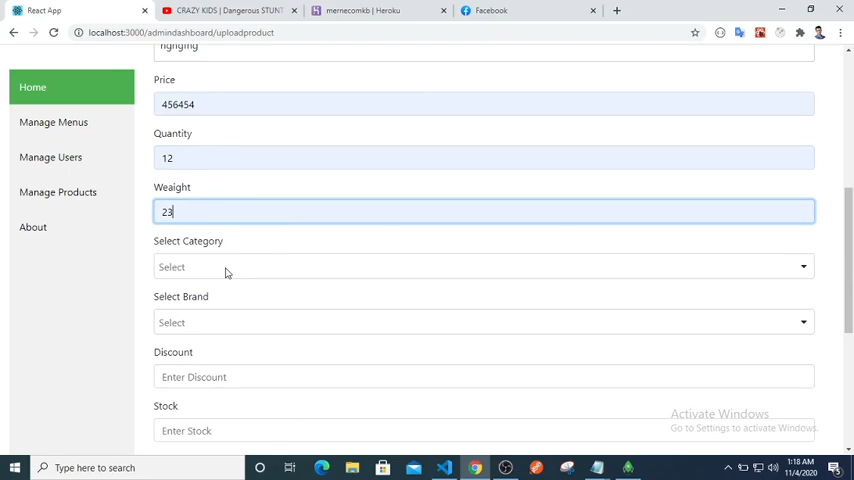 React App
CRAZY KIDS | Dangerous STUNT
mernecomkb | Heroku
Facebook
localhost:3000/admindashboard/uploadproduct
Home
Manage Menus
Manage Users
Manage Products
About
Price
456454
Quantity
12
Weaight
23
Select Category
Select
Select Brand
Select
Discount
Enter Discount
Stock
Enter Stock
Activate Windows
Go to Settings to activate Windows.
Type here to search
1:18 AM
11/4/2020